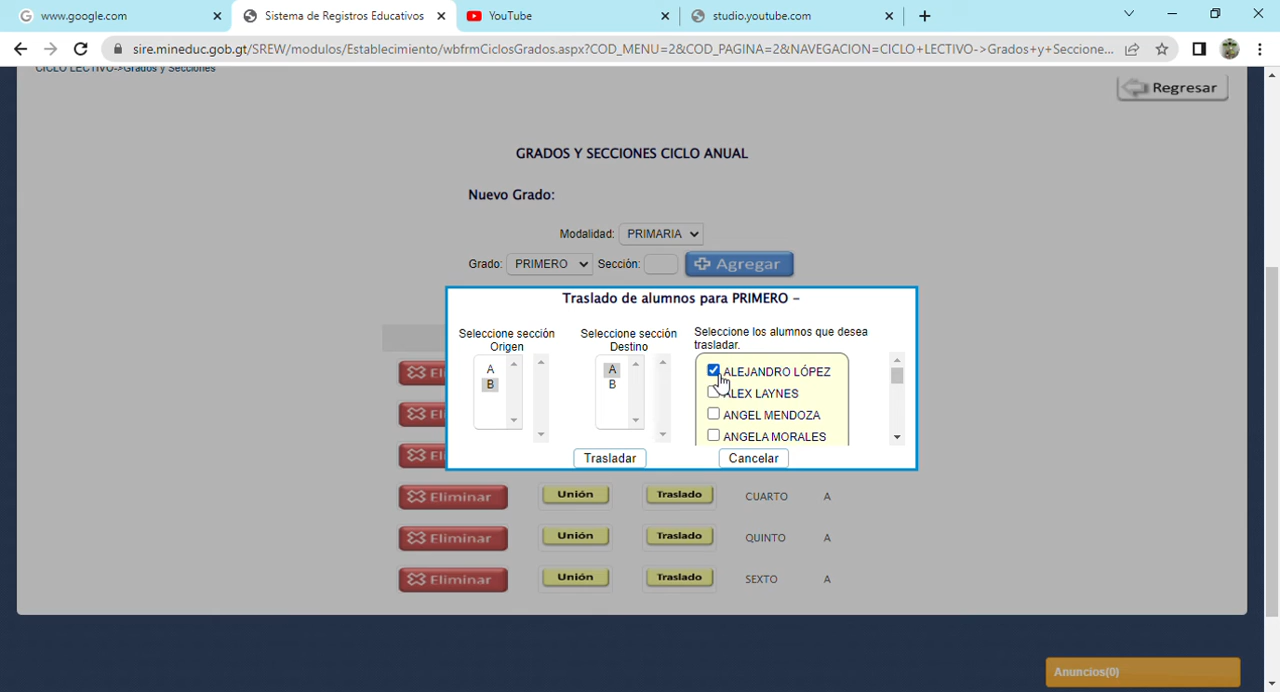 www.google.com
Sistema de Registros Educativos
YouTube
studio.youtube.com
sire.mineduc.gob.gt/SREW/modulos/Establecimiento/wbfrmCiclosGrados.aspx?COD_MENU=2&COD_PAGINA=2&NAVEGACION=CICLO+LECTIVO->Grados+y+Seccione...
CICLO LECTIVO->Grados y Secciones
Regresar
GRADOS Y SECCIONES CICLO ANUAL
Nuevo Grado:
Modalidad: PRIMARIA
Grado: PRIMERO Sección: Agregar
Traslado de alumnos para PRIMERO -
Seleccione sección Origen
A
B
Seleccione sección Destino
A
B
Seleccione los alumnos que desea
trasladar.
ALEJANDRO LÓPEZ
ALEX LAYNES
ANGEL MENDOZA
ANGELA MORALES
Trasladar Cancelar
Eliminar Unión Traslado CUARTO A
Eliminar Unión Traslado QUINTO A
Eliminar Unión Traslado SEXTO A
Anuncios(0)